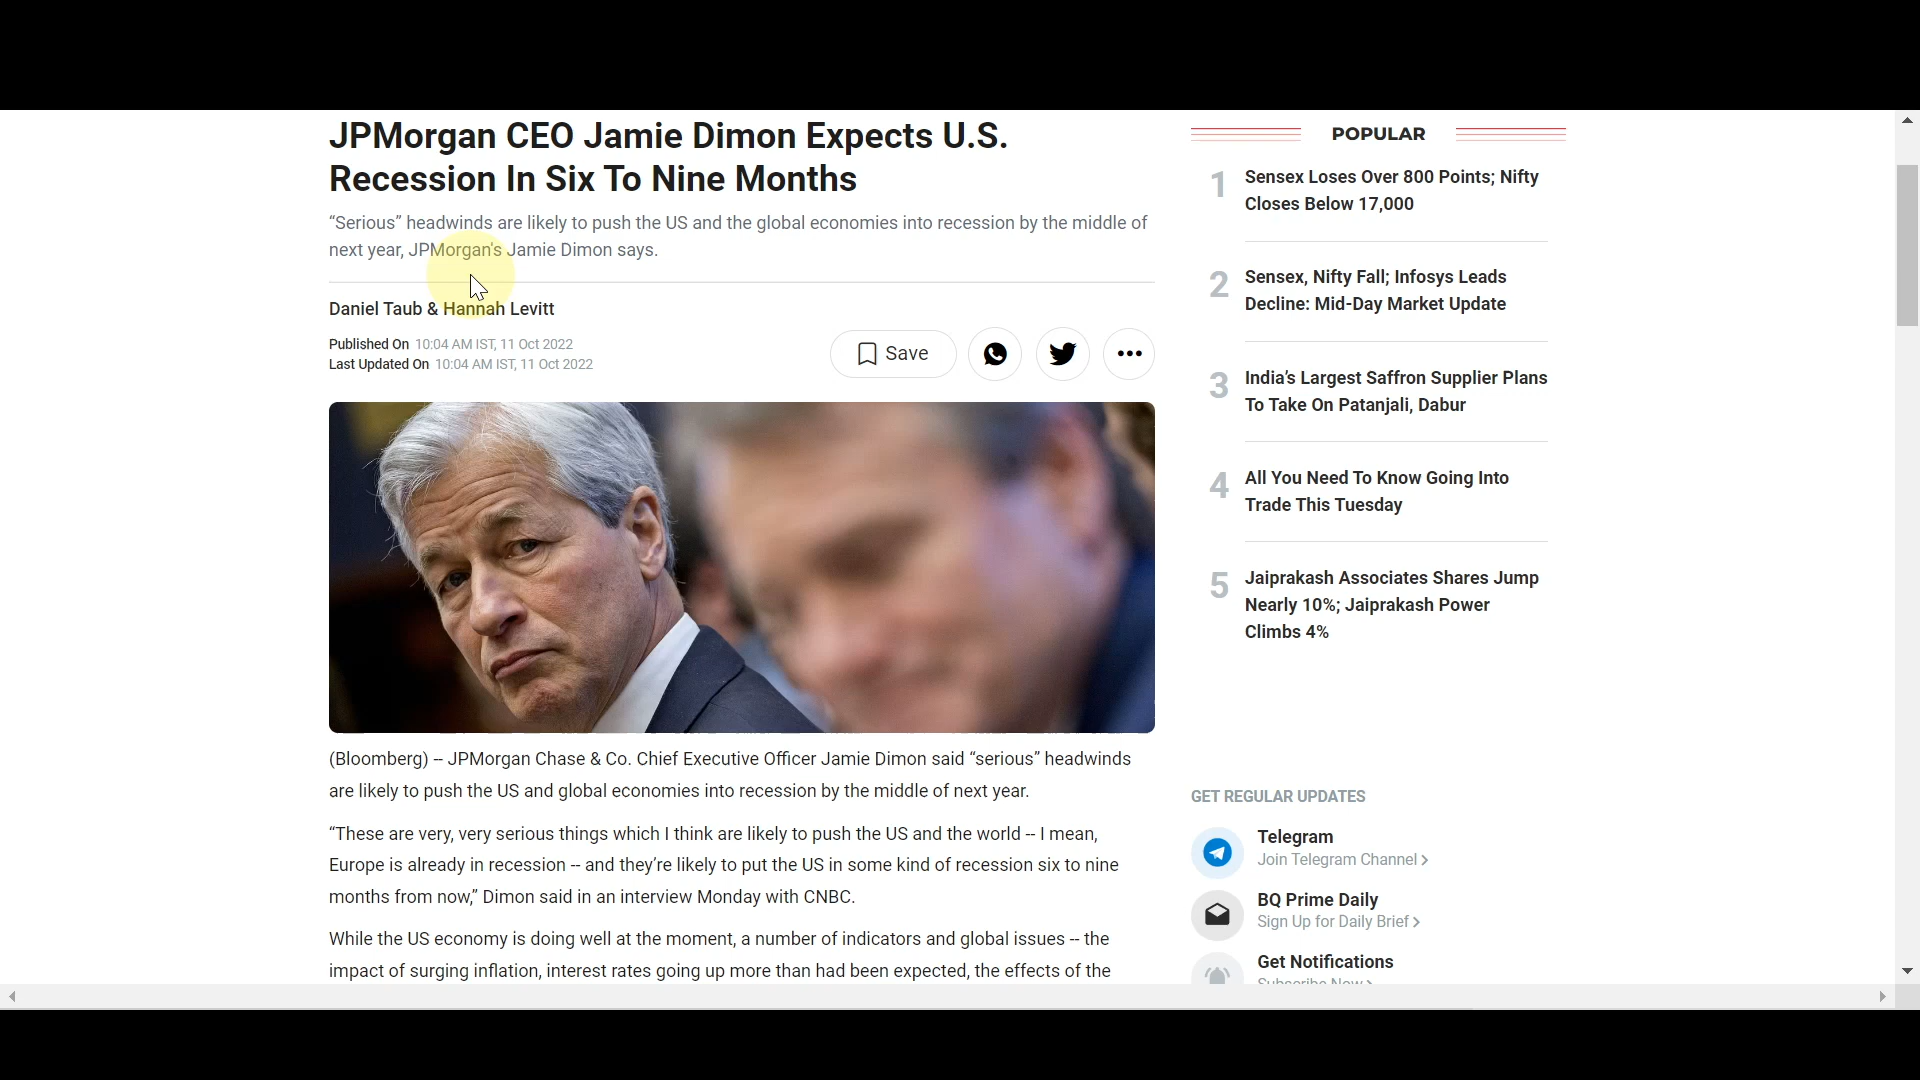 JPMorgan CEO Jamie Dimon Expects U.S.
Recession In Six To Nine Months
“Serious” headwinds are likely to push the US and the global economies into recession by the middle of
next year, JPMorgan's Jamie Dimon says.
Daniel Taub & Hannah Levitt
Published On 10:04 AM IST, 11 Oct 2022
Last Updated On 10:04 AM IST, 11 Oct 2022
Save
(Bloomberg) -- JPMorgan Chase & Co. Chief Executive Officer Jamie Dimon said “serious” headwinds
are likely to push the US and global economies into recession by the middle of next year.
“These are very, very serious things which I think are likely to push the US and the world -- I mean,
Europe is already in recession -- and they’re likely to put the US in some kind of recession six to nine
months from now,” Dimon said in an interview Monday with CNBC.
While the US economy is doing well at the moment, a number of indicators and global issues -- the
impact of surging inflation, interest rates going up more than had been expected, the effects of the
POPULAR
1 Sensex Loses Over 800 Points; Nifty
Closes Below 17,000
2 Sensex, Nifty Fall; Infosys Leads
Decline: Mid-Day Market Update
3 India’s Largest Saffron Supplier Plans
To Take On Patanjali, Dabur
4 All You Need To Know Going Into
Trade This Tuesday
5 Jaiprakash Associates Shares Jump
Nearly 10%; Jaiprakash Power
Climbs 4%
GET REGULAR UPDATES
Telegram
Join Telegram Channel >
BQ Prime Daily
Sign Up for Daily Brief >
Get Notifications
Subscribe Now >